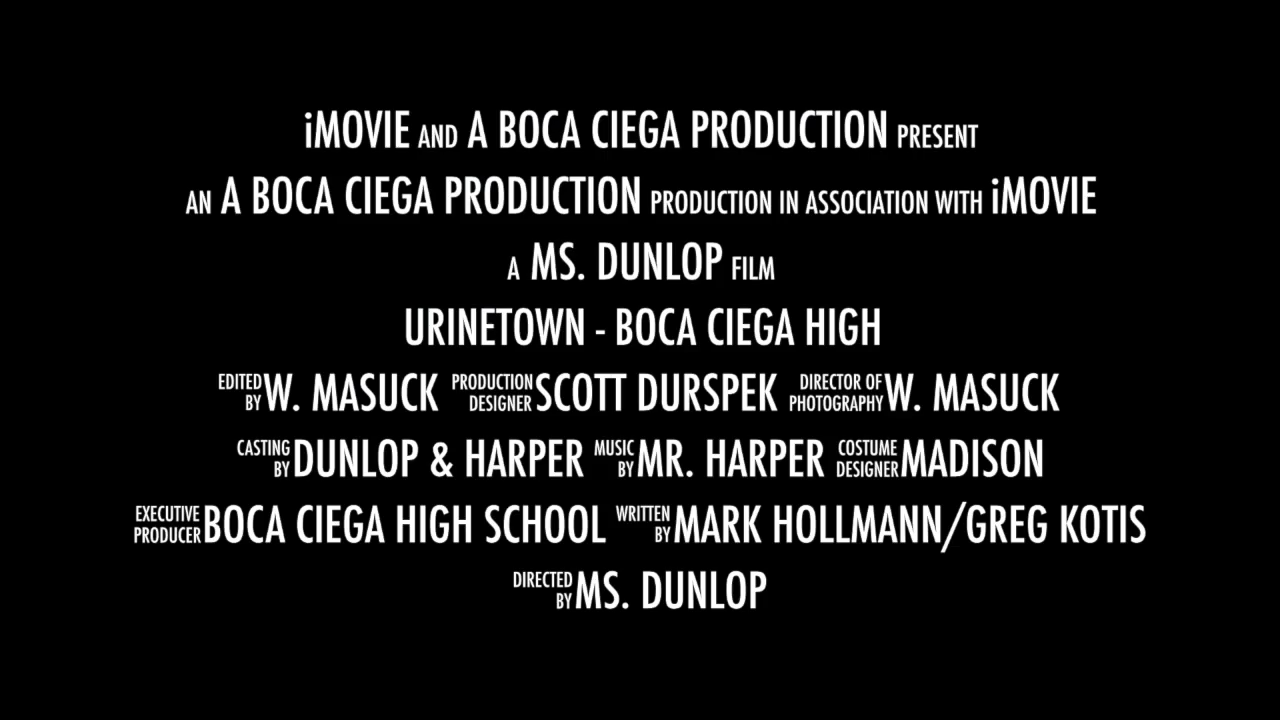 iMOVIE AND A BOCA CIEGA PRODUCTION PRESENT
AN A BOCA CIEGA PRODUCTION PRODUCTION IN ASSOCIATION WITH iMOVIE
A MS. DUNLOP FILM
URINETOWN - BOCA CIEGA HIGH
EDITED BY W. MASUCK PRODUCTION DESIGNER SCOTT DURSPEK DIRECTOR OF PHOTOGRAPHY W. MASUCK
CASTING BY DUNLOP & HARPER MUSIC BY MR. HARPER COSTUME DESIGNER MADISON
EXECUTIVE PRODUCER BOCA CIEGA HIGH SCHOOL WRITTEN BY MARK HOLLMANN/GREG KOTIS
DIRECTED BY MS. DUNLOP